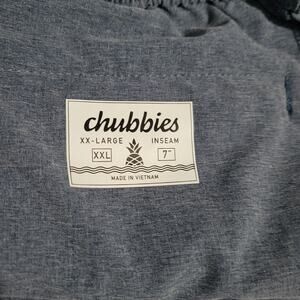 chubbies
XX-LARGE INSEAM
XXL 7"
MADE IN VIETNAM